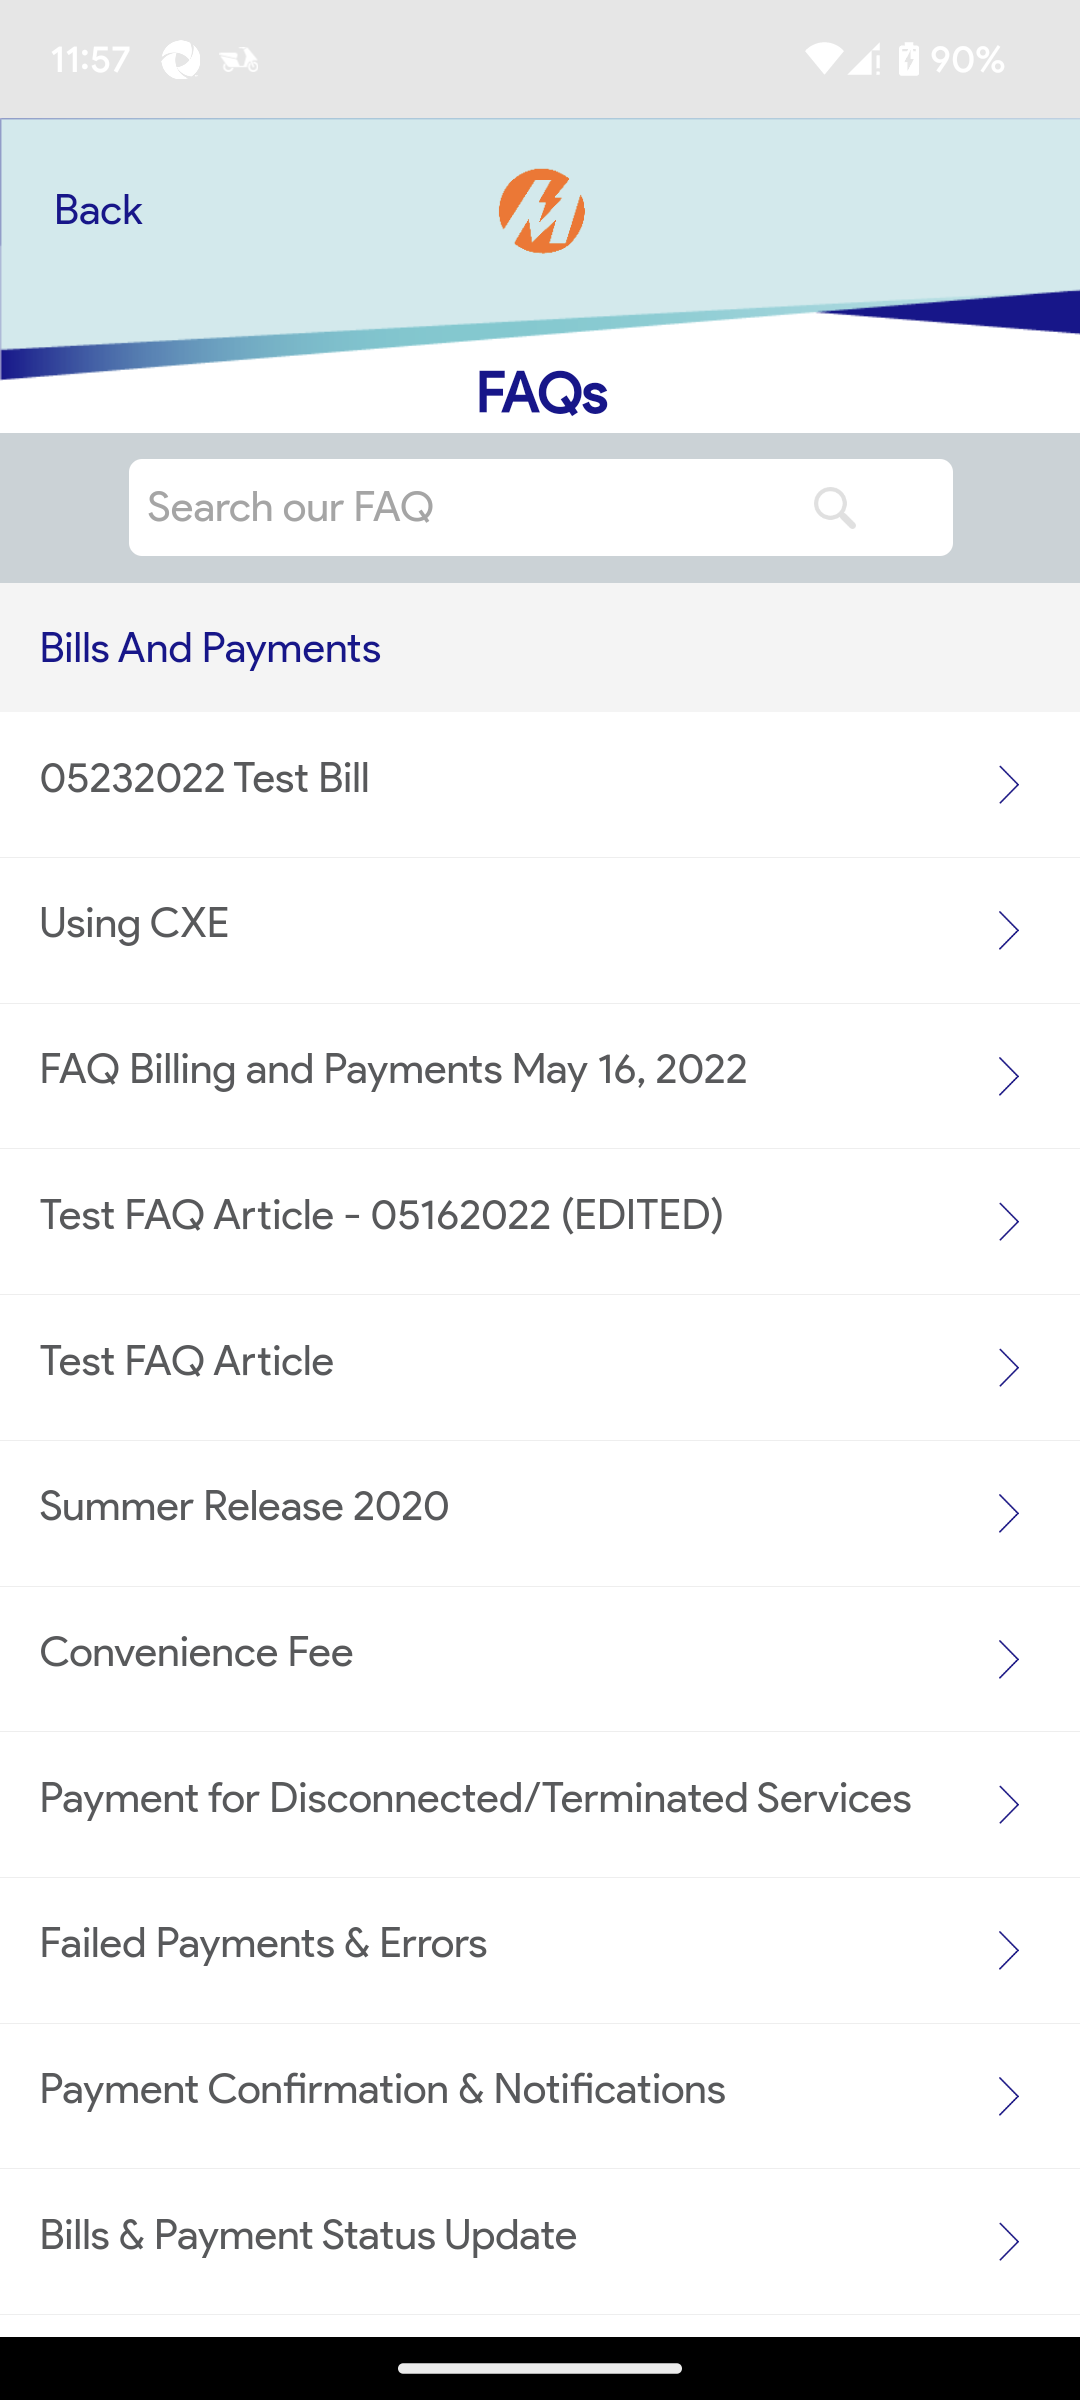 11:57
90%
Back
FAQs
Search our FAQ
Bills And Payments
05232022 Test Bill
Using CXE
FAQ Billing and Payments May 16, 2022
Test FAQ Article - 05162022 (EDITED)
Test FAQ Article
Summer Release 2020
Convenience Fee
Payment for Disconnected/Terminated Services
Failed Payments & Errors
Payment Confirmation & Notifications
Bills & Payment Status Update